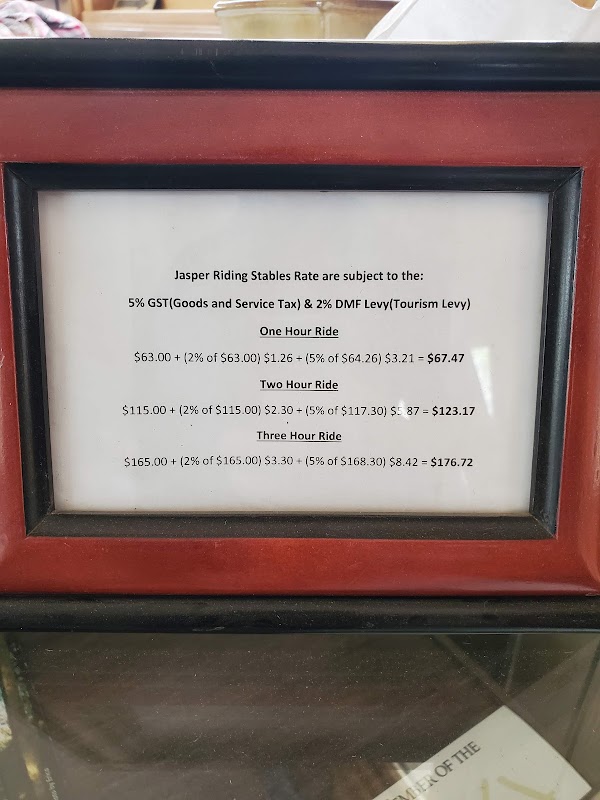 Jasper Riding Stables Rate are subject to the:
5% GST(Goods and Service Tax) & 2% DMF Levy(Tourism Levy)
One Hour Ride
$63.00 + (2% of $63.00) $1.26 + (5% of $64.26) $3.21 = $67.47
Two Hour Ride
$115.00 + (2% of $115.00) $2.30 + (5% of $117.30) $5.87 = $123.17
Three Hour Ride
$165.00 + (2% of $165.00) $3.30 + (5% of $168.30) $8.42 = $176.72
OF THE